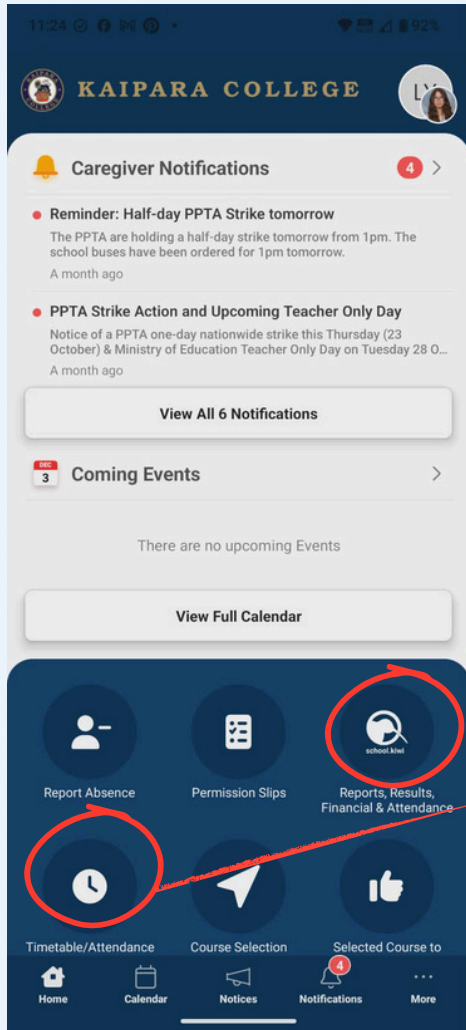 11:24
92%
KAIPARA COLLEGE
Caregiver Notifications
4
Reminder: Half-day PPTA Strike tomorrow
The PPTA are holding a half-day strike tomorrow from 1pm. The
school buses have been ordered for 1pm tomorrow.
A month ago
PPTA Strike Action and Upcoming Teacher Only Day
Notice of a PPTA one-day nationwide strike this Thursday (23
October) & Ministry of Education Teacher Only Day on Tuesday 28 O...
A month ago
View All 6 Notifications
DEC
3
Coming Events
There are no upcoming Events
View Full Calendar
school.kiwi
Report Absence
Permission Slips
Reports, Results,
Financial & Attendance
Timetable/Attendance
Course Selection
Selected Course to
4
Home
Calendar
Notices
Notifications
More